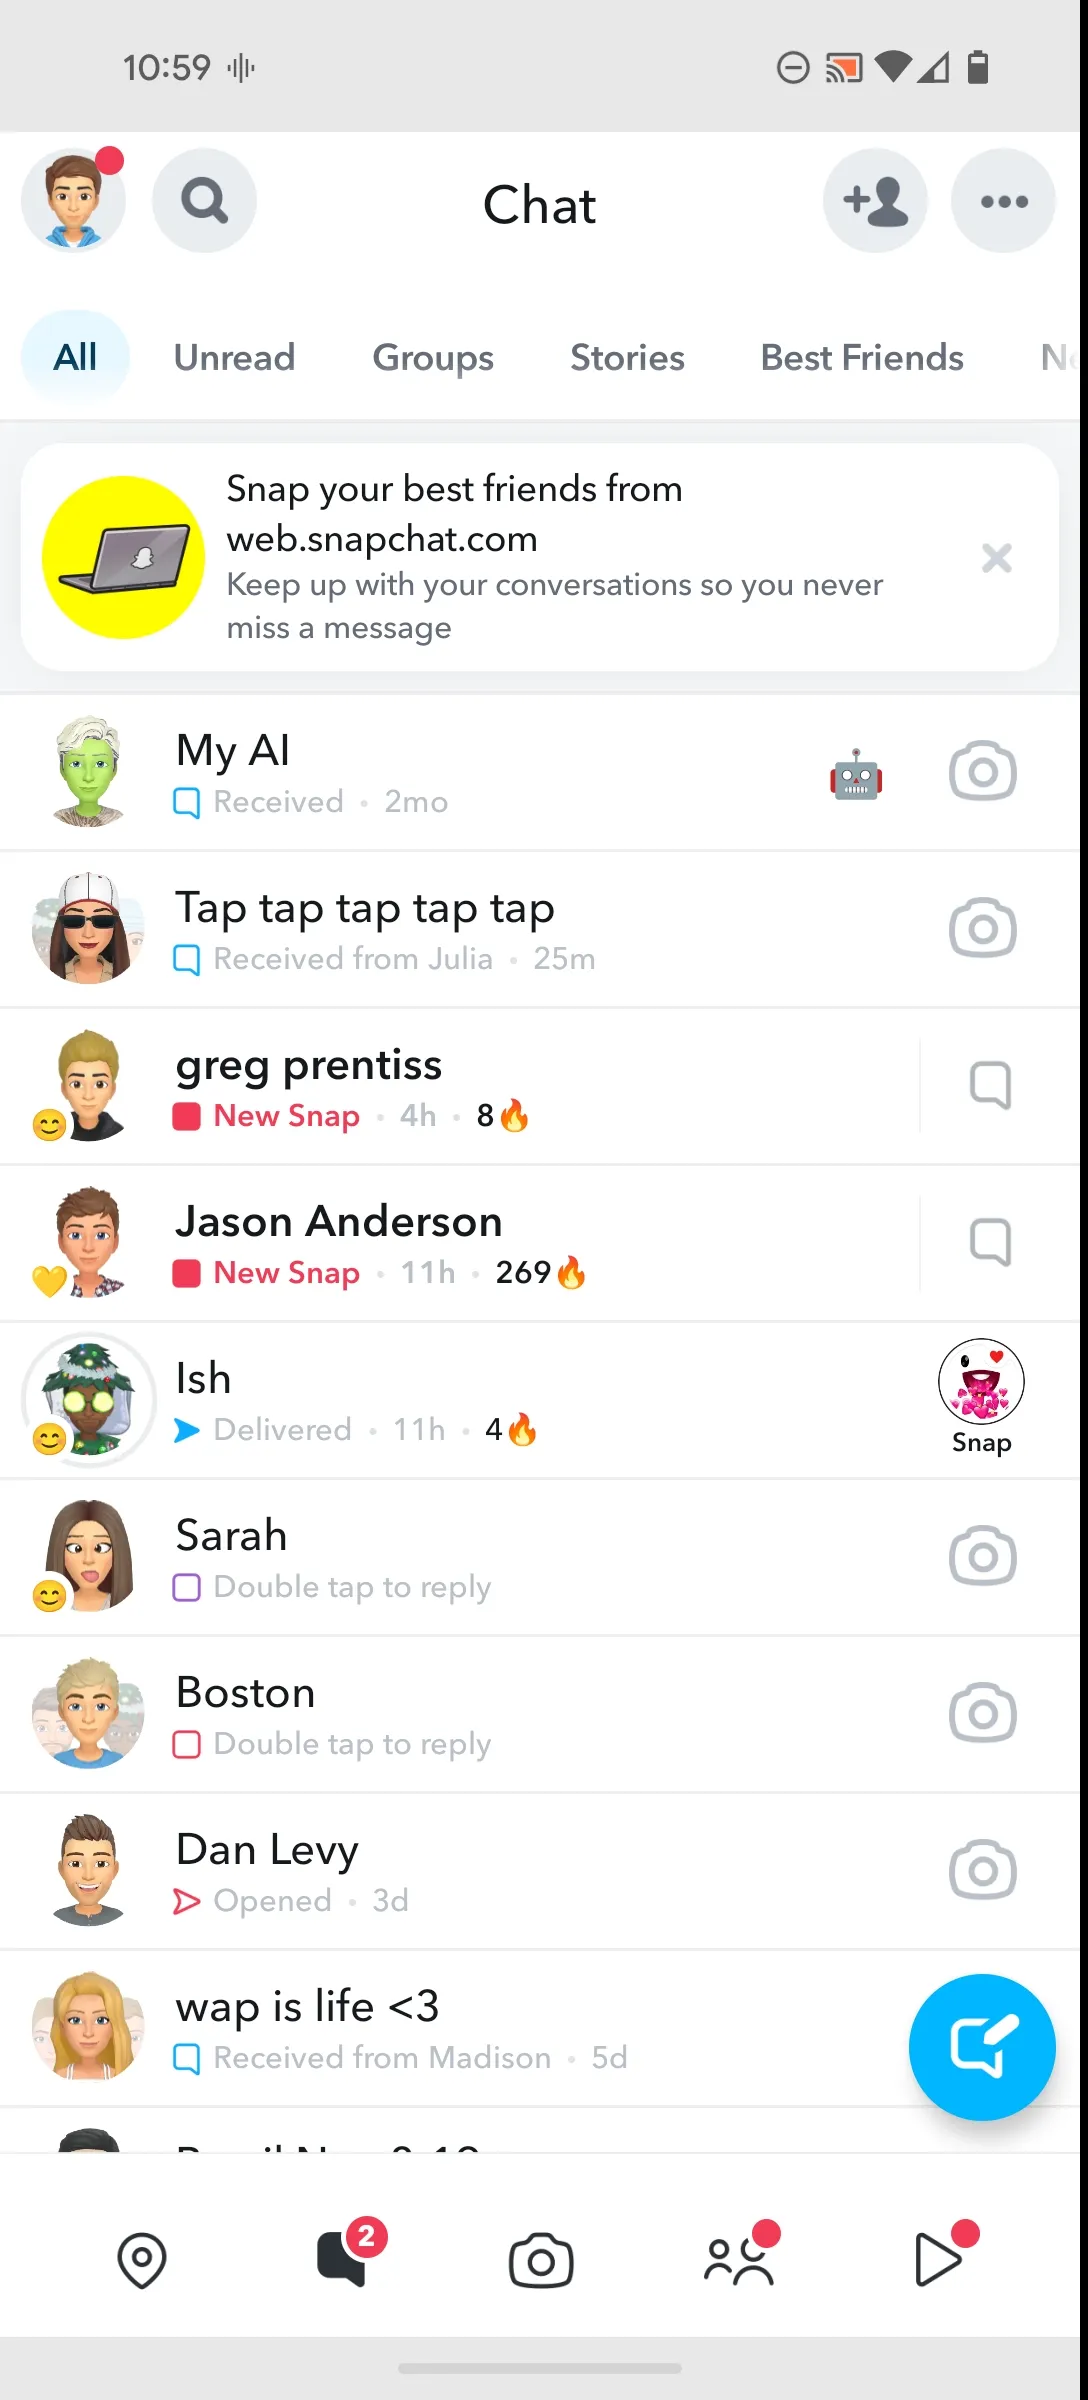 10:59
Chat
All Unread Groups Stories Best Friends
Snap your best friends from
web.snapchat.com
Keep up with your conversations so you never
miss a message
My AI
Received • 2mo
Tap tap tap tap tap
Received from Julia • 25m
greg prentiss
New Snap • 4h • 8🔥
Jason Anderson
New Snap • 11h • 269🔥
Ish
Delivered • 11h • 4🔥
Snap
Sarah
Double tap to reply
Boston
Double tap to reply
Dan Levy
Opened • 3d
wap is life <3
Received from Madison • 5d
2